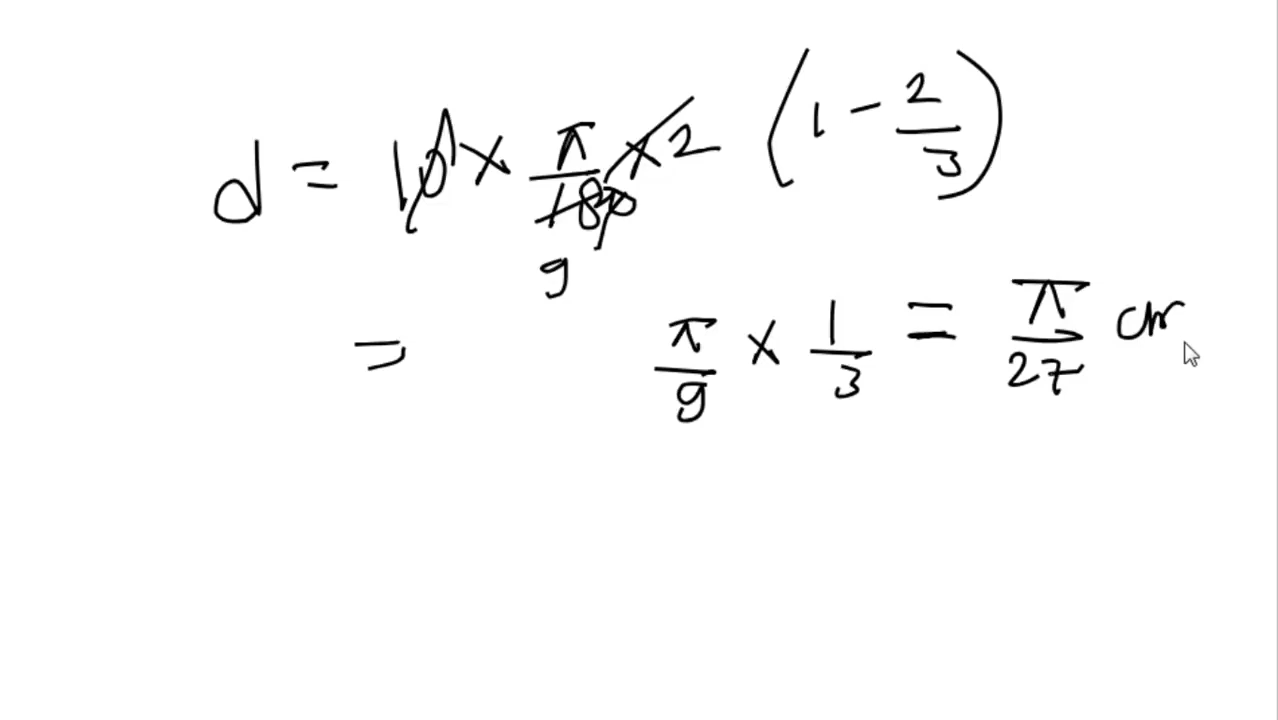 d = 10 × π/180 × 2 (1 - 2/3)
9
= π/9 × 1/3 = π/27 cm